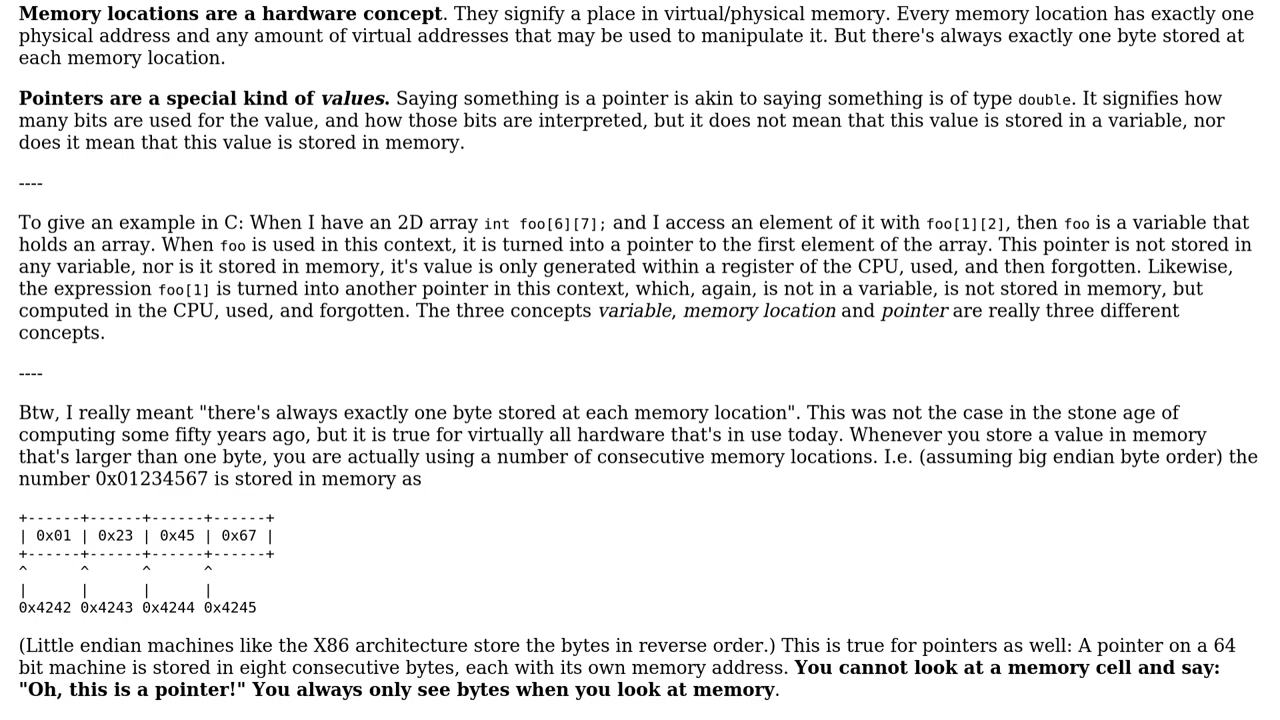 Memory locations are a hardware concept. They signify a place in virtual/physical memory. Every memory location has exactly one
physical address and any amount of virtual addresses that may be used to manipulate it. But there's always exactly one byte stored at
each memory location.
Pointers are a special kind of values. Saying something is a pointer is akin to saying something is of type double. It signifies how
many bits are used for the value, and how those bits are interpreted, but it does not mean that this value is stored in a variable, nor
does it mean that this value is stored in memory.
----
To give an example in C: When I have an 2D array int foo[6][7]; and I access an element of it with foo[1][2], then foo is a variable that
holds an array. When foo is used in this context, it is turned into a pointer to the first element of the array. This pointer is not stored in
any variable, nor is it stored in memory, it's value is only generated within a register of the CPU, used, and then forgotten. Likewise,
the expression foo[1] is turned into another pointer in this context, which, again, is not in a variable, is not stored in memory, but
computed in the CPU, used, and forgotten. The three concepts variable, memory location and pointer are really three different
concepts.
----
Btw, I really meant "there's always exactly one byte stored at each memory location". This was not the case in the stone age of
computing some fifty years ago, but it is true for virtually all hardware that's in use today. Whenever you store a value in memory
that's larger than one byte, you are actually using a number of consecutive memory locations. I.e. (assuming big endian byte order) the
number 0x01234567 is stored in memory as
+------+------+------+------+
| 0x01 | 0x23 | 0x45 | 0x67 |
+------+------+------+------+
^      ^      ^      ^
|      |      |      |
0x4242 0x4243 0x4244 0x4245
(Little endian machines like the X86 architecture store the bytes in reverse order.) This is true for pointers as well: A pointer on a 64
bit machine is stored in eight consecutive bytes, each with its own memory address. You cannot look at a memory cell and say:
"Oh, this is a pointer!" You always only see bytes when you look at memory.